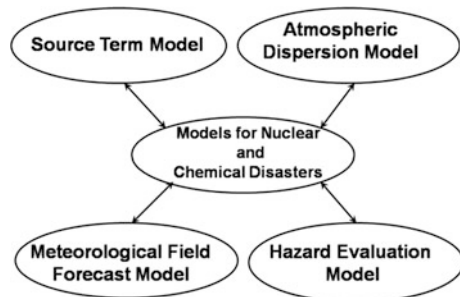 Source Term Model
Atmospheric
Dispersion Model
Models for Nuclear
and
Chemical Disasters
Meteorological Field
Forecast Model
Hazard Evaluation
Model